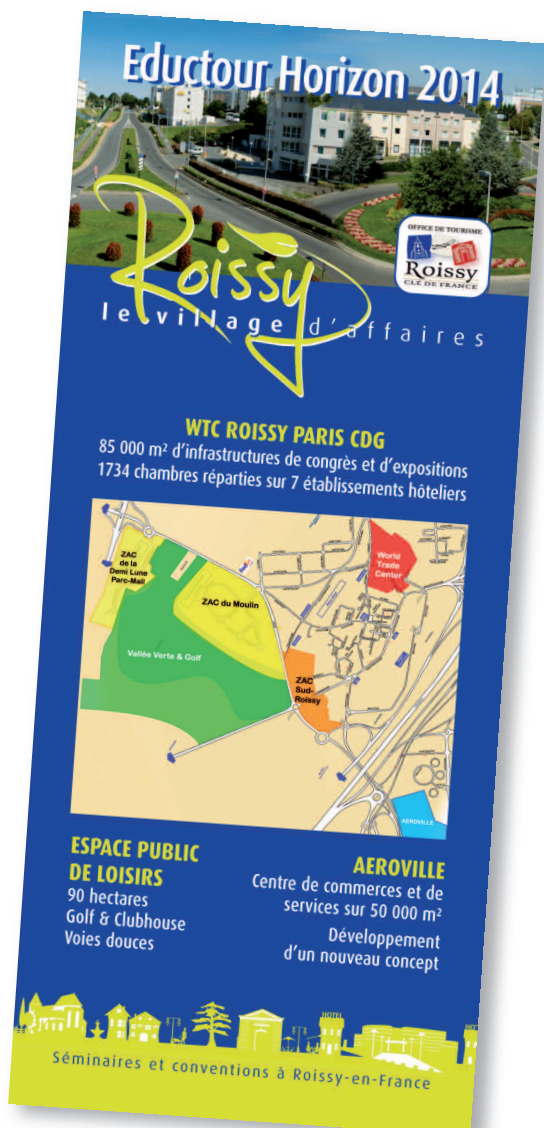 Eductour Horizon 2014
OFFICE DE TOURISME
Roissy
CLÉ DE FRANCE
Roissy
le village d'affaires
WTC ROISSY PARIS CDG
85 000 m² d'infrastructures de congrès et d'expositions
1734 chambres réparties sur 7 établissements hôteliers
ZAC
de la
Demi Lune
Parc-Mail
ZAC du Moulin
World
Trade
Center
Vallée Verte & Golf
ZAC
Sud-
Roissy
AEROVILLE
ESPACE PUBLIC
DE LOISIRS
90 hectares
Golf & Clubhouse
Voies douces
AEROVILLE
Centre de commerces et de
services sur 50 000 m²
Développement
d'un nouveau concept
HOTEL
Séminaires et conventions à Roissy-en-France